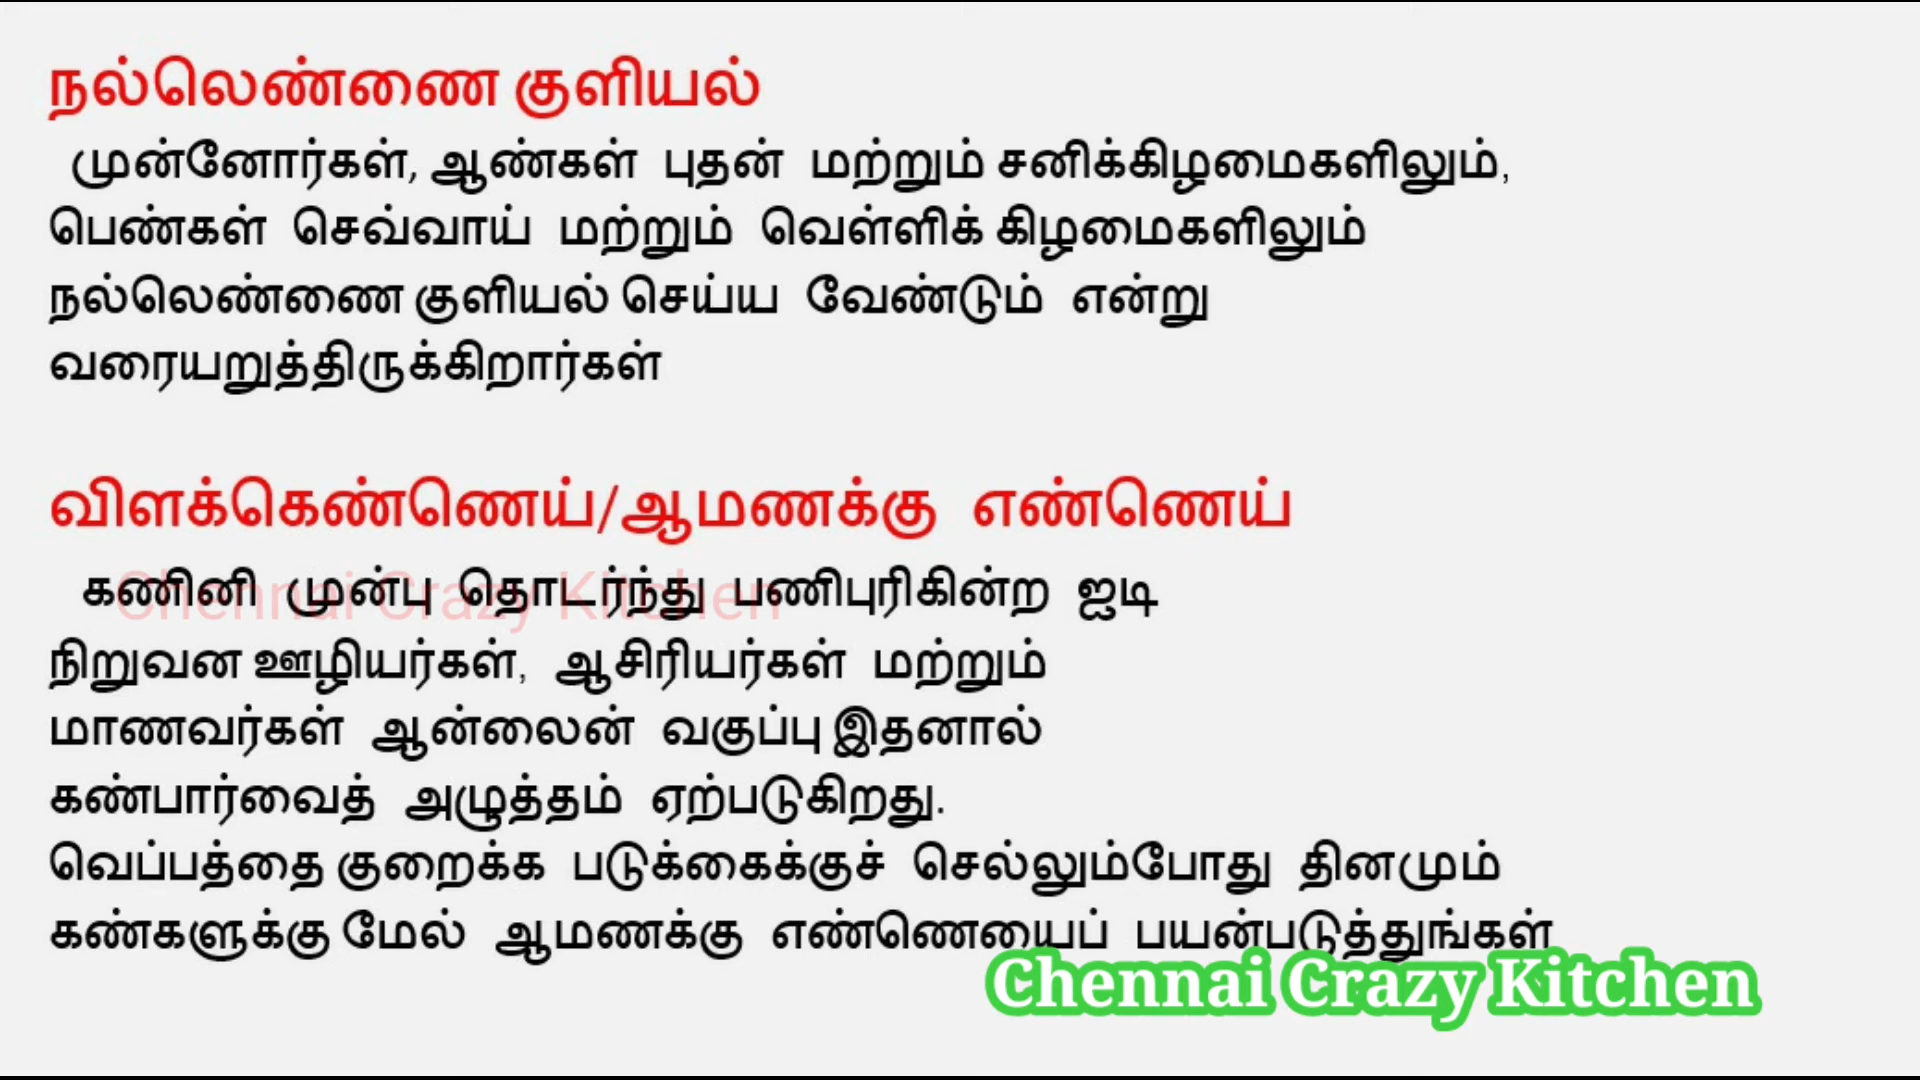 நல்லெண்ணை குளியல்
முன்னோர்கள், ஆண்கள் புதன் மற்றும் சனிக்கிழமைகளிலும்,
பெண்கள் செவ்வாய் மற்றும் வெள்ளிக் கிழமைகளிலும்
நல்லெண்ணை குளியல் செய்ய வேண்டும் என்று
வரையறுத்திருக்கிறார்கள்
விளக்கெண்ணெய்/ஆமணக்கு எண்ணெய்
கணினி முன்பு தொடர்ந்து பணிபுரிகின்ற ஐடி
Chennai Crazy Kitchen
நிறுவன ஊழியர்கள், ஆசிரியர்கள் மற்றும்
மாணவர்கள் ஆன்லைன் வகுப்பு இதனால்
கண்பார்வைத் அழுத்தம் ஏற்படுகிறது.
வெப்பத்தை குறைக்க படுக்கைக்குச் செல்லும்போது தினமும்
கண்களுக்கு மேல் ஆமணக்கு எண்ணெயைப் பயன்படுத்துங்கள்
Chennai Crazy Kitchen